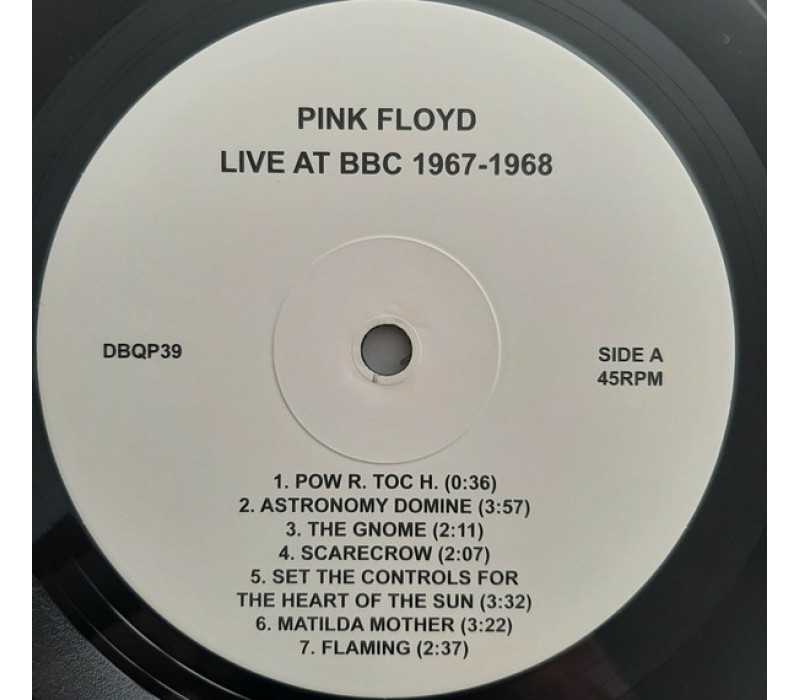 PINK FLOYD
LIVE AT BBC 1967-1968
DBQP39
SIDE A
45RPM
1. POW R. TOC H. (0:36)
2. ASTRONOMY DOMINE (3:57)
3. THE GNOME (2:11)
4. SCARECROW (2:07)
5. SET THE CONTROLS FOR
THE HEART OF THE SUN (3:32)
6. MATILDA MOTHER (3:22)
7. FLAMING (2:37)